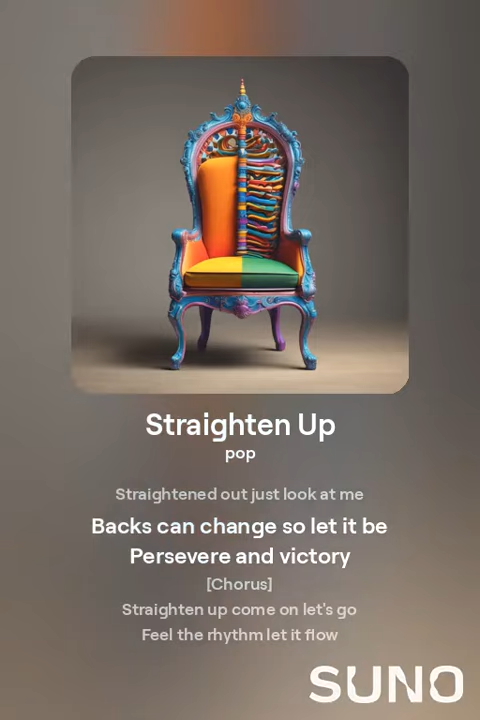 Straighten Up
pop
Straightened out just look at me
Backs can change so let it be
Persevere and victory
[Chorus]
Straighten up come on let's go
Feel the rhythm let it flow
SUNO